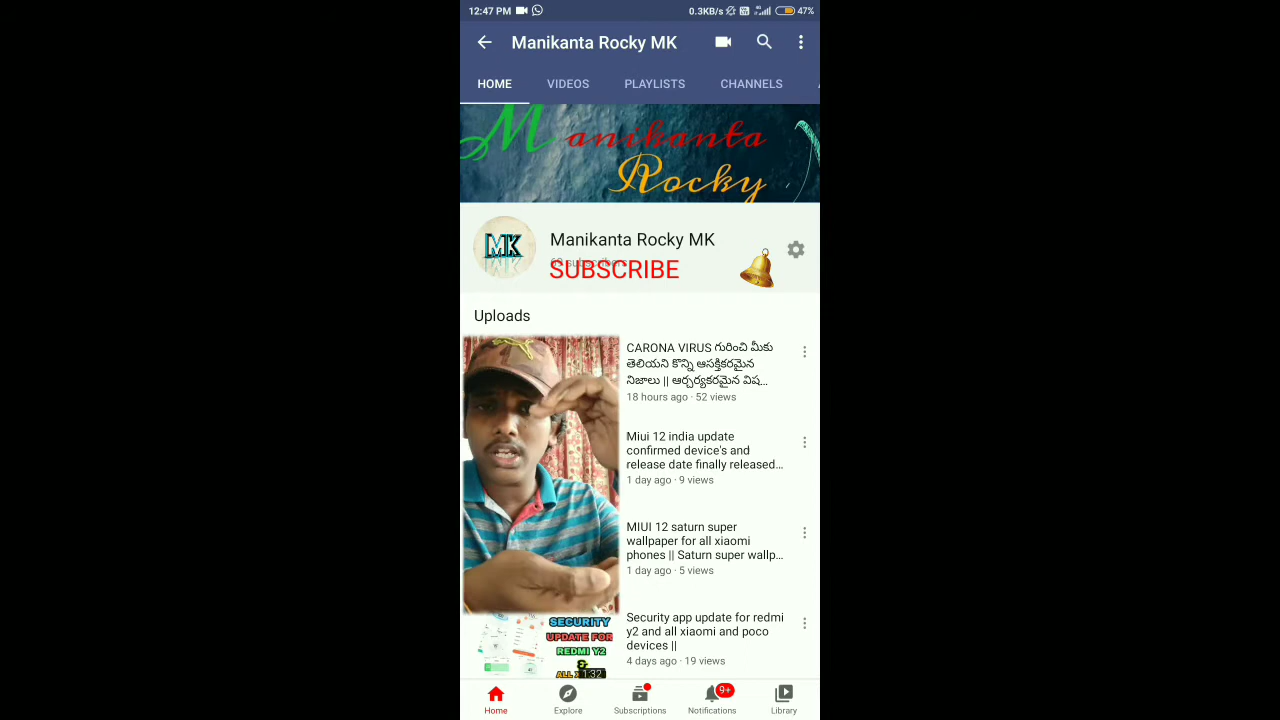 12:47 PM
0.3KB/s 47%
Manikanta Rocky MK
HOME VIDEOS PLAYLISTS CHANNELS
Manikanta
Rocky
MK
Manikanta Rocky MK
SUBSCRIBE
Uploads
CARONA VIRUS గురించి మీకు
తెలియని కొన్ని ఆసక్తికరమైన
నిజాలు || ఆర్చర్యకరమైన విష...
18 hours ago · 52 views
Miui 12 india update
confirmed device's and
release date finally released...
1 day ago · 9 views
MIUI 12 saturn super
wallpaper for all xiaomi
phones || Saturn super wallp...
1 day ago · 5 views
SECURITY
UPDATE FOR
REDMI Y2
&
ALL
1:32
Security app update for redmi
y2 and all xiaomi and poco
devices ||
4 days ago · 19 views
9+
Home Explore Subscriptions Notifications Library